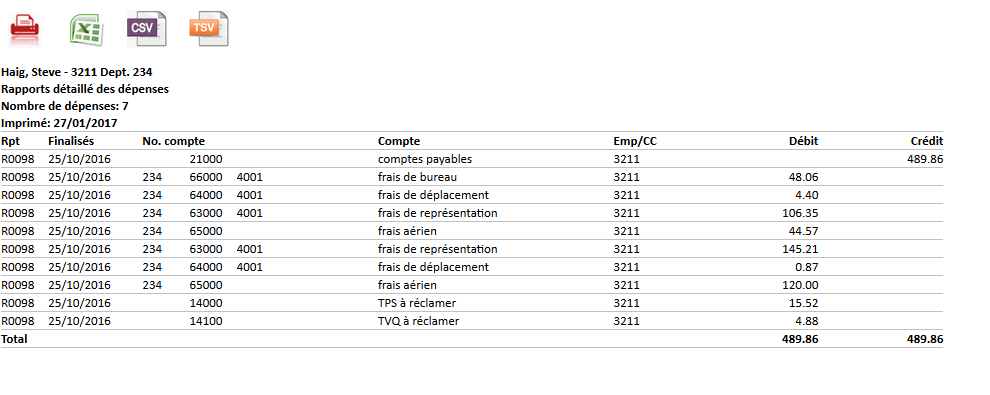 CSV TSV
Haig, Steve - 3211 Dept. 234
Rapports détaillé des dépenses
Nombre de dépenses: 7
Imprimé: 27/01/2017
Rpt Finalisés No. compte Compte Emp/CC Débit Crédit
R0098 25/10/2016 21000 comptes payables 3211 489.86
R0098 25/10/2016 234 66000 4001 frais de bureau 3211 48.06
R0098 25/10/2016 234 64000 4001 frais de déplacement 3211 4.40
R0098 25/10/2016 234 63000 4001 frais de représentation 3211 106.35
R0098 25/10/2016 234 65000 frais aérien 3211 44.57
R0098 25/10/2016 234 63000 4001 frais de représentation 3211 145.21
R0098 25/10/2016 234 64000 4001 frais de déplacement 3211 0.87
R0098 25/10/2016 234 65000 frais aérien 3211 120.00
R0098 25/10/2016 14000 TPS à réclamer 3211 15.52
R0098 25/10/2016 14100 TVQ à réclamer 3211 4.88
Total 489.86 489.86